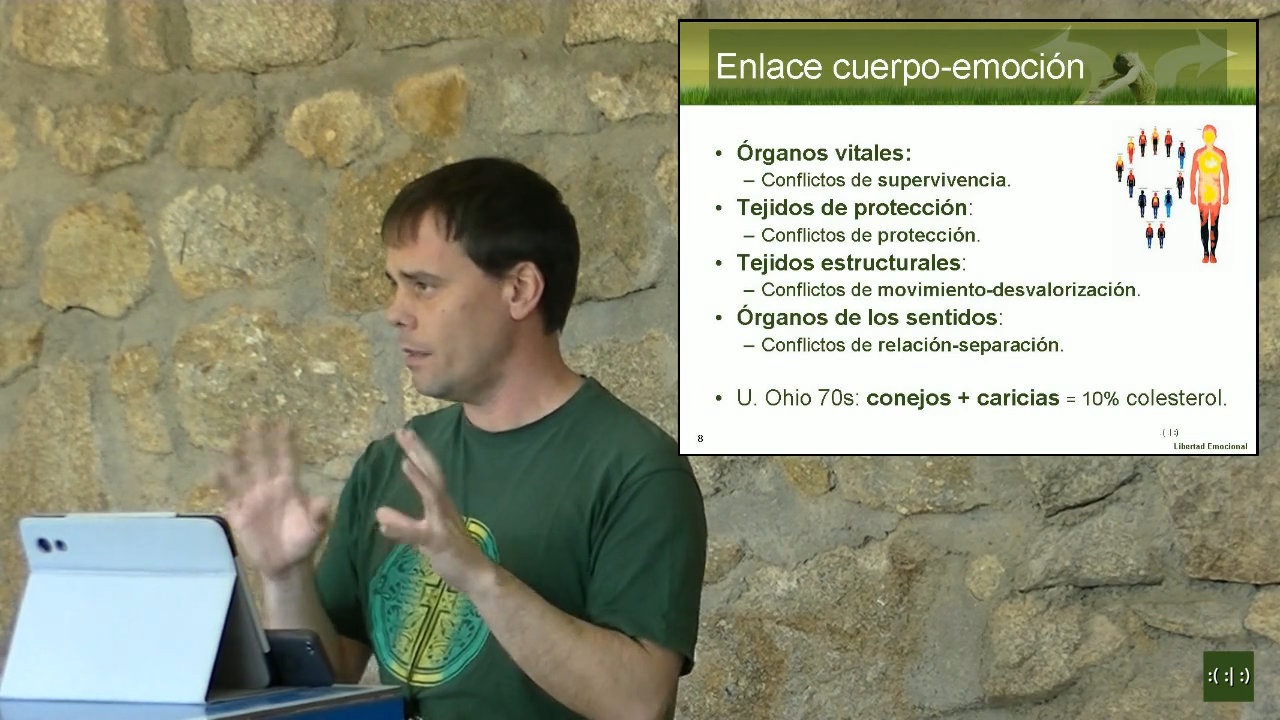 Enlace cuerpo-emoción
• Órganos vitales:
– Conflictos de supervivencia.
• Tejidos de protección:
– Conflictos de protección.
• Tejidos estructurales:
– Conflictos de movimiento-desvalorización.
• Órganos de los sentidos:
– Conflictos de relación-separación.
• U. Ohio 70s: conejos + caricias = 10% colesterol.
8
(.|:)
Libertad Emocional
:( :| :)